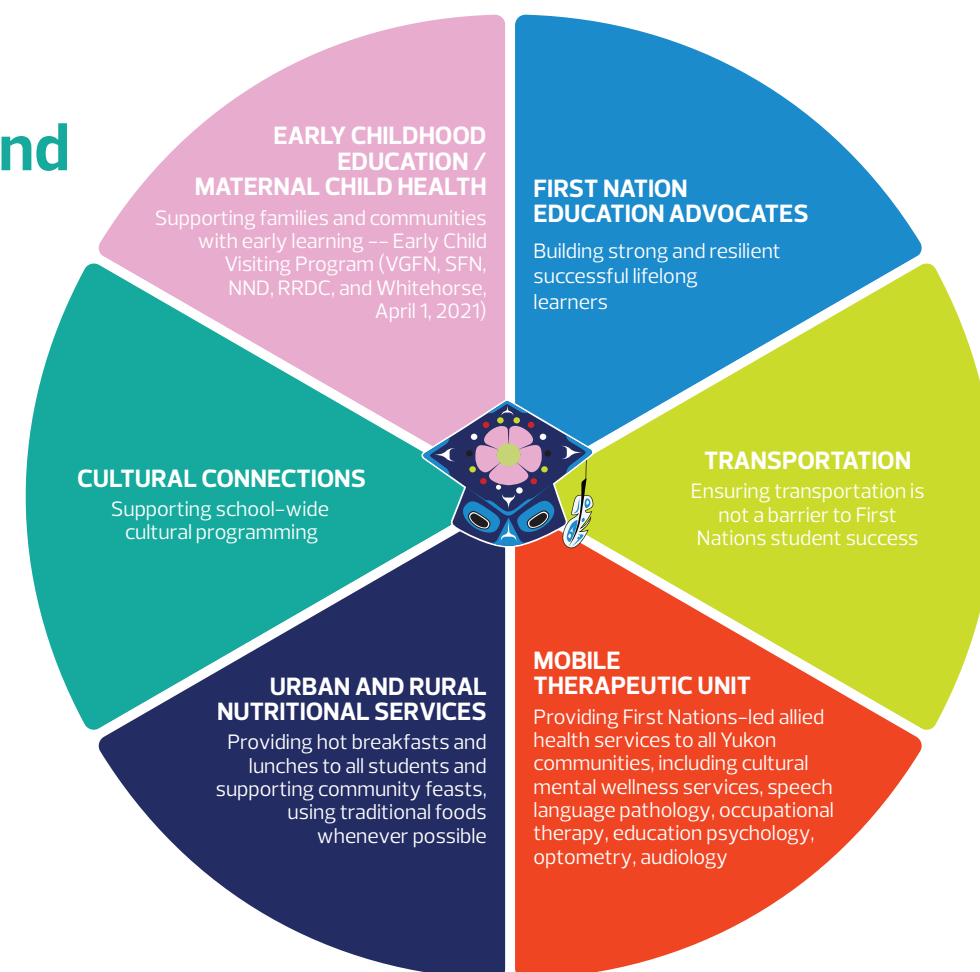 nd
EARLY CHILDHOOD
EDUCATION /
MATERNAL CHILD HEALTH
Supporting families and communities
with early learning -- Early Child
Visiting Program (VGFN, SFN,
NND, RRDC, and Whitehorse,
April 1, 2021)
FIRST NATION
EDUCATION ADVOCATES
Building strong and resilient
successful lifelong
learners
CULTURAL CONNECTIONS
Supporting school-wide
cultural programming
TRANSPORTATION
Ensuring transportation is
not a barrier to First
Nations student success
URBAN AND RURAL
NUTRITIONAL SERVICES
Providing hot breakfasts and
lunches to all students and
supporting community feasts,
using traditional foods
whenever possible
MOBILE
THERAPEUTIC UNIT
Providing First Nations-led allied
health services to all Yukon
communities, including cultural
mental wellness services, speech
language pathology, occupational
therapy, education psychology,
optometry, audiology